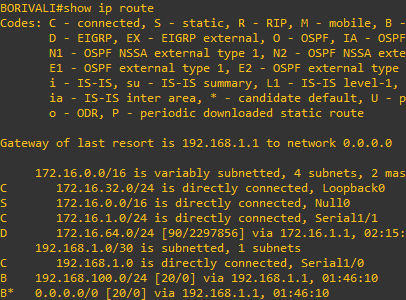 BORIVALI#show ip route
Codes: C - connected, S - static, R - RIP, M - mobile, B -
D - EIGRP, EX - EIGRP external, O - OSPF, IA - OSPF
N1 - OSPF NSSA external type 1, N2 - OSPF NSSA exte
E1 - OSPF external type 1, E2 - OSPF external type
i - IS-IS, su - IS-IS summary, L1 - IS-IS level-1,
ia - IS-IS inter area, * - candidate default, U - p
o - ODR, P - periodic downloaded static route
Gateway of last resort is 192.168.1.1 to network 0.0.0.0
172.16.0.0/16 is variably subnetted, 4 subnets, 2 mas
C 172.16.32.0/24 is directly connected, Loopback0
S 172.16.0.0/16 is directly connected, Null0
C 172.16.1.0/24 is directly connected, Serial1/1
D 172.16.64.0/24 [90/2297856] via 172.16.1.1, 02:15:
192.168.1.0/30 is subnetted, 1 subnets
C 192.168.1.0 is directly connected, Serial1/0
B 192.168.100.0/24 [20/0] via 192.168.1.1, 01:46:10
B* 0.0.0.0/0 [20/0] via 192.168.1.1, 01:46:10